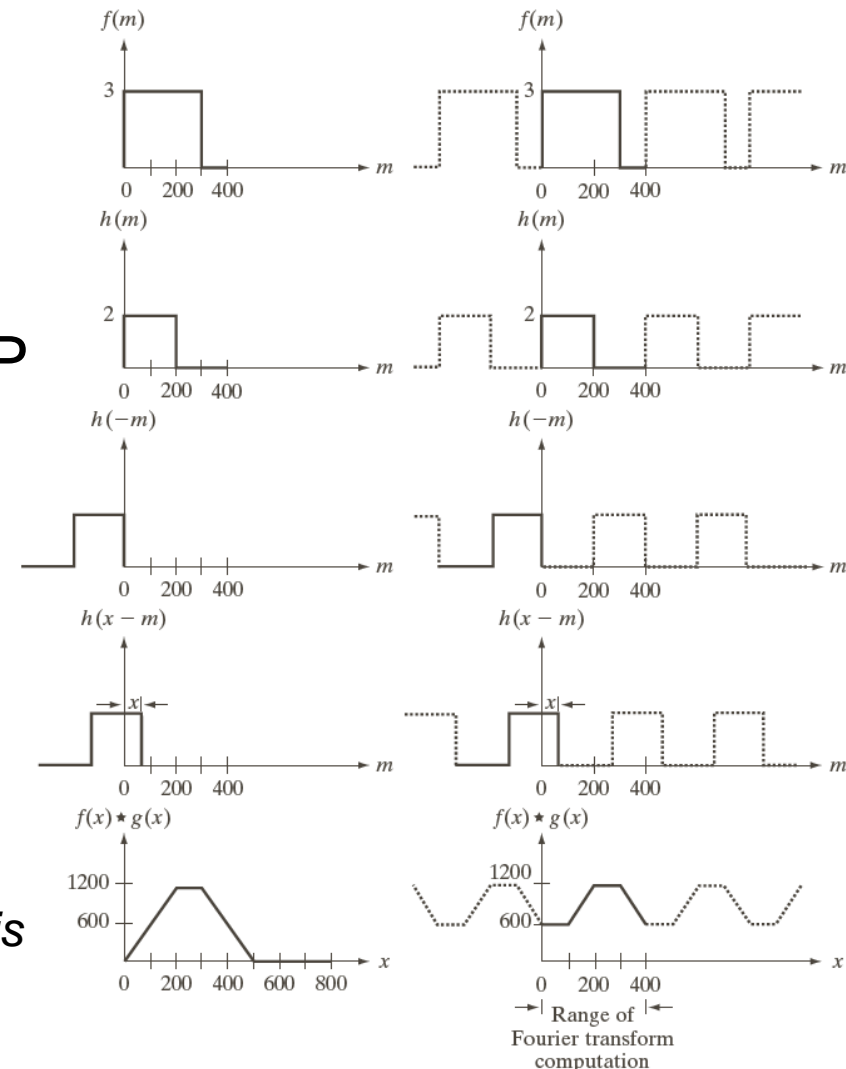 f(m)
3
m
0 200 400
f(m)
3
m
0 200 400
h(m)
2
m
0 200 400
h(m)
2
m
0 200 400
h(−m)
m
0 200 400
h(−m)
m
0 200 400
h(x − m)
x
m
0 200 400
h(x − m)
x
m
0 200 400
f(x) ★ g(x)
1200
600
x
0 200 400 600 800
f(x) ★ g(x)
1200
600
x
0 200 400
Range of
Fourier transform
computation
is